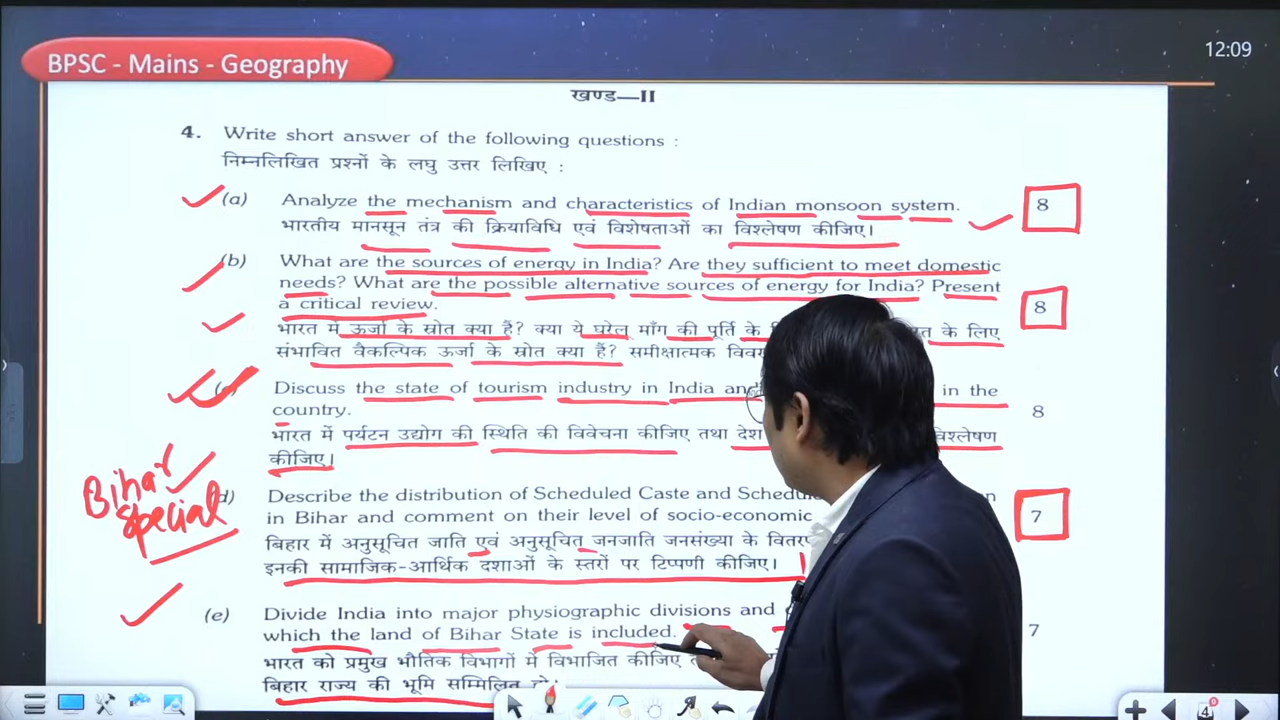 12:09
BPSC - Mains - Geography
खण्ड—II
4. Write short answer of the following questions :
निम्नलिखित प्रश्नों के लघु उत्तर लिखिए :
(a) Analyze the mechanism and characteristics of Indian monsoon system. 8
भारतीय मानसून तंत्र की क्रियाविधि एवं विशेषताओं का विश्लेषण कीजिए।
(b) What are the sources of energy in India? Are they sufficient to meet domestic
needs? What are the possible alternative sources of energy for India? Present
a critical review. 8
भारत में ऊर्जा के स्रोत क्या हैं? क्या ये घरेलू माँग की पूर्ति के के लिए
संभावित वैकल्पिक ऊर्जा के स्रोत क्या हैं? समीक्षात्मक
Discuss the state of tourism industry in India and in the
country. 8
भारत में पर्यटन उद्योग की स्थिति की विवेचना कीजिए तथा देश विश्लेषण
कीजिए।
Bihar
Special
(d) Describe the distribution of Scheduled Caste and
in Bihar and comment on their level of socio-economic 7
बिहार में अनुसूचित जाति एवं अनुसूचित जनजाति जनसंख्या के
इनकी सामाजिक-आर्थिक दशाओं के स्तरों पर टिप्पणी कीजिए।
(e) Divide India into major physiographic divisions and
which the land of Bihar State is included. 7
भारत को प्रमुख भौतिक विभागों में विभाजित कीजिए
बिहार राज्य की भूमि सम्मिलित
4